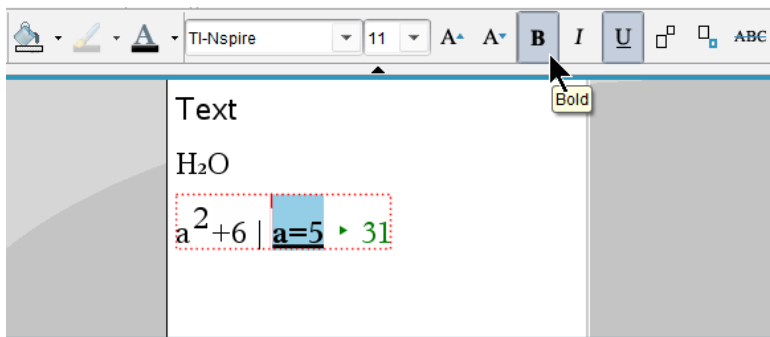 A TI-Nspire 11 A A B I U ABC
Bold
Text
H₂O
a²+6 | a=5 ▸ 31